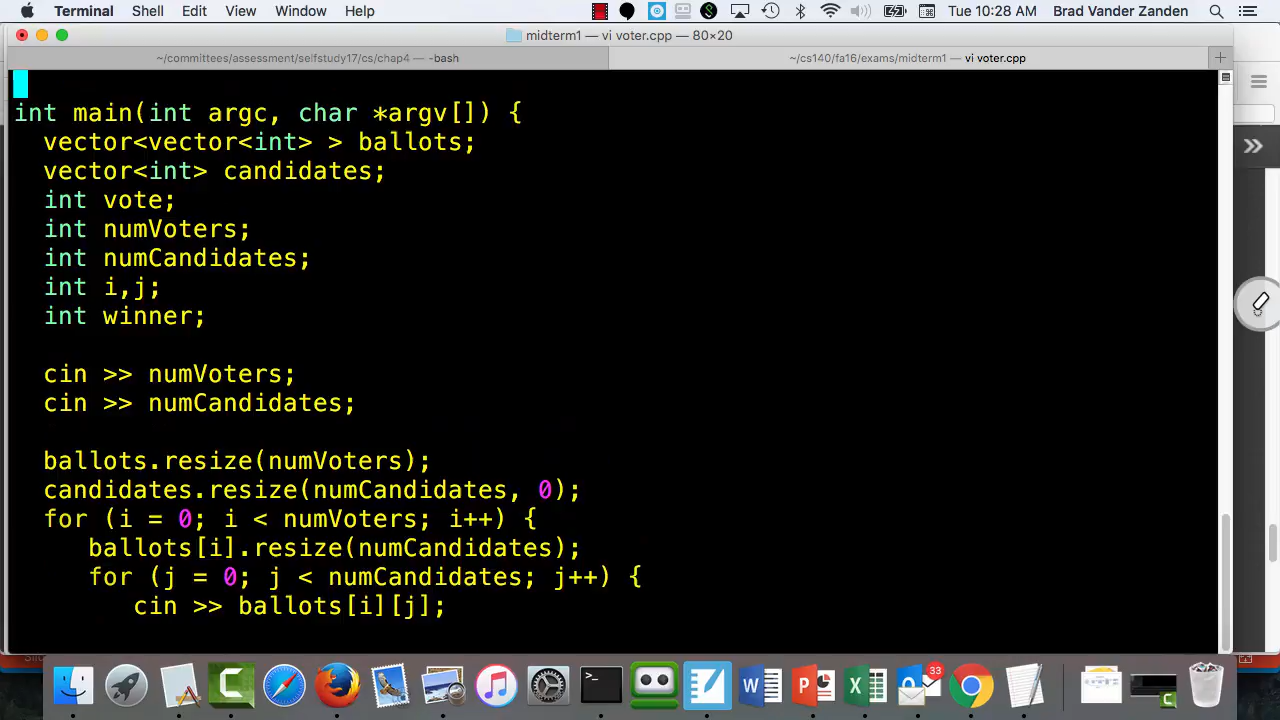 Terminal Shell Edit View Window Help Tue 10:28 AM Brad Vander Zanden
midterm1 — vi voter.cpp — 80×20
~/committees/assessment/selfstudy17/cs/chap4 — -bash ~/cs140/fa16/exams/midterm1 — vi voter.cpp +
int main(int argc, char *argv[]) {
vector<vector<int> > ballots;
vector<int> candidates;
int vote;
int numVoters;
int numCandidates;
int i,j;
int winner;
cin >> numVoters;
cin >> numCandidates;
ballots.resize(numVoters);
candidates.resize(numCandidates, 0);
for (i = 0; i < numVoters; i++) {
ballots[i].resize(numCandidates);
for (j = 0; j < numCandidates; j++) {
cin >> ballots[i][j];
33